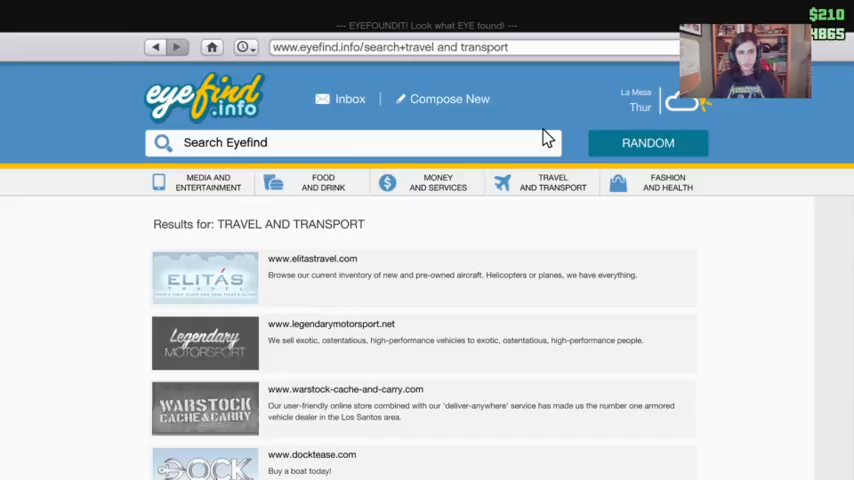 $210
--- EYEFOUNDIT! Look what EYE found! ---
4865
www.eyefind.info/search+travel and transport
eyefind
.info
Inbox
Compose New
La Mesa
Thur
Search Eyefind
RANDOM
MEDIA AND
ENTERTAINMENT
FOOD
AND DRINK
MONEY
AND SERVICES
TRAVEL
AND TRANSPORT
FASHION
AND HEALTH
Results for: TRAVEL AND TRANSPORT
ELITÁS
TRAVEL
www.elitastravel.com
Browse our current inventory of new and pre-owned aircraft. Helicopters or planes, we have everything.
Legendary
MOTORSPORT
www.legendarymotorsport.net
We sell exotic, ostentatious, high-performance vehicles to exotic, ostentatious, high-performance people.
WARSTOCK
CACHE & CARRY
www.warstock-cache-and-carry.com
Our user-friendly online store combined with our 'deliver-anywhere' service has made us the number one armored
vehicle dealer in the Los Santos area.
DOCK
www.docktease.com
Buy a boat today!